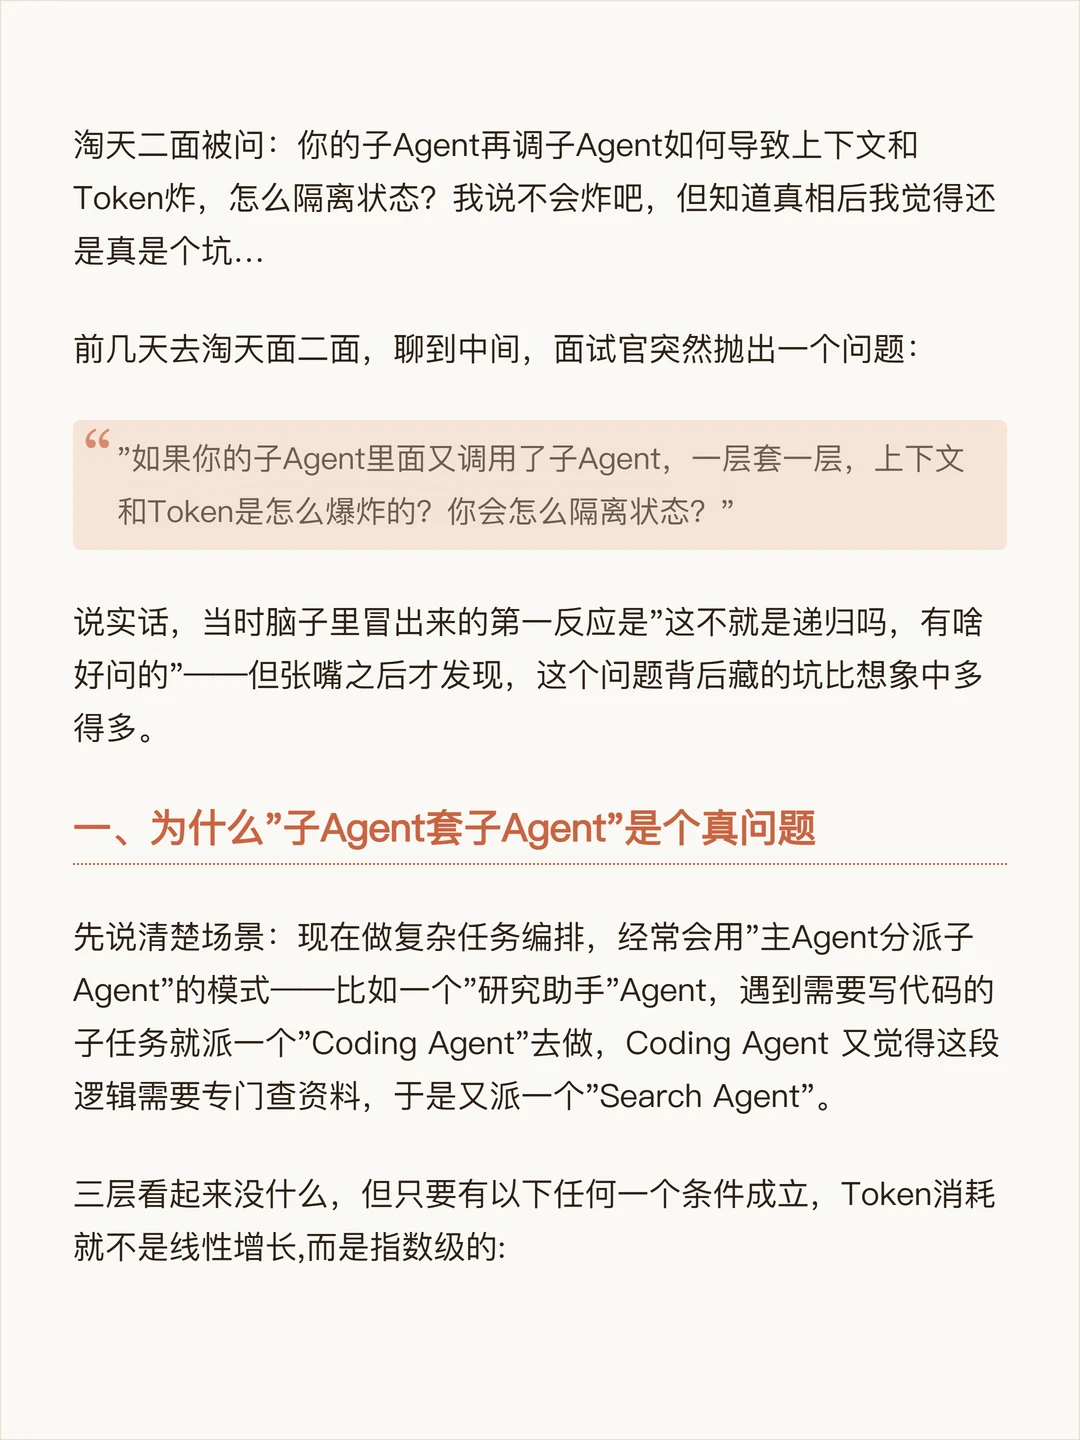 淘天二面被问：你的子Agent再调子Agent如何导致上下文和
Token炸，怎么隔离状态？我说不会炸吧，但知道真相后我觉得还
是真是个坑...
前几天去淘天面二面，聊到中间，面试官突然抛出一个问题：
“
”如果你的子Agent里面又调用了子Agent，一层套一层，上下文
和Token是怎么爆炸的？你会怎么隔离状态？”
说实话，当时脑子里冒出来的第一反应是”这不就是递归吗，有啥
好问的”——但张嘴之后才发现，这个问题背后藏的坑比想象中多
得多。
一、为什么”子Agent套子Agent”是个真问题
先说清楚场景：现在做复杂任务编排，经常会用”主Agent分派子
Agent”的模式——比如一个”研究助手”Agent，遇到需要写代码的
子任务就派一个”Coding Agent”去做，Coding Agent 又觉得这段
逻辑需要专门查资料，于是又派一个”Search Agent”。
三层看起来没什么，但只要有以下任何一个条件成立，Token消耗
就不是线性增长,而是指数级的: